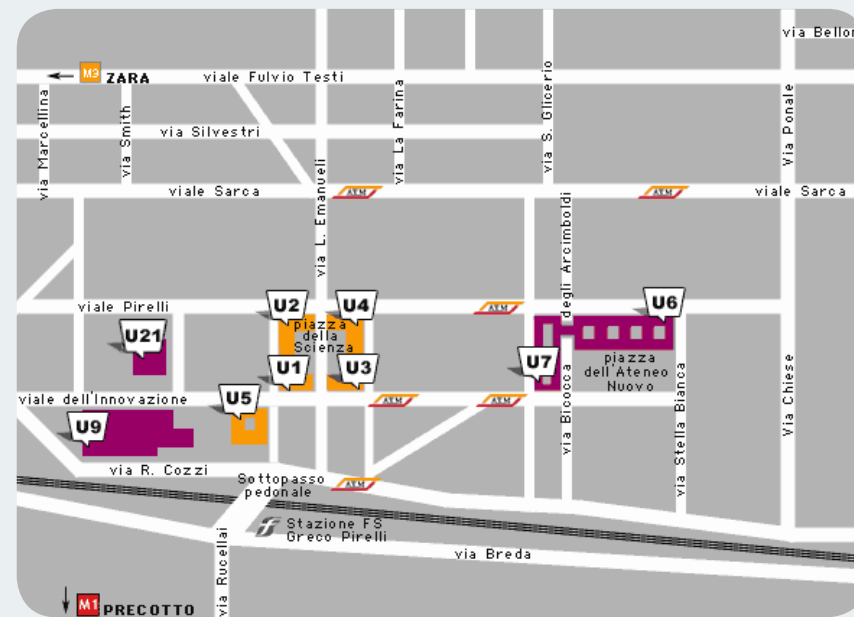 via Bellon
M3 ZARA
viale Fulvio Testi
via Marcellina
via Smith
via Silvestri
via La Farina
via S. Glicerio
via Ponale
viale Sarca
ATM
ATM
viale Sarca
via L. Emanueli
degli Arcimboldi
viale Pirelli
U2
U4
ATM
U6
U21
piazza
della
Scienza
U1
U3
U7
piazza
dell'Ateneo
Nuovo
viale dell'Innovazione
U5
ATM
ATM
U9
via Bicocca
via Stella Bianca
Via Chiese
via R. Cozzi
Sottopasso
pedonale
ATM
Stazione FS
Greco Pirelli
via Rucellai
via Breda
M1 PRECOTTO